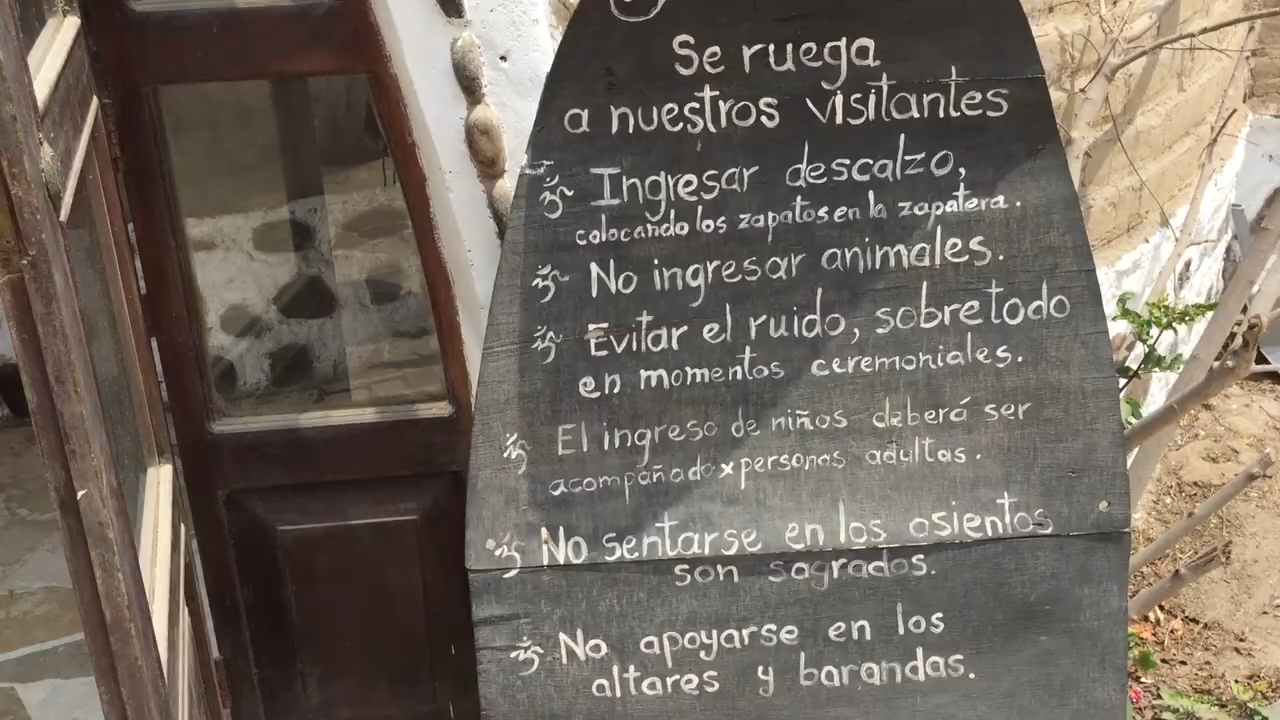 Se ruega
a nuestros visitantes
ॐ Ingresar descalzo,
colocando los zapatos en la zapatera.
ॐ No ingresar animales.
ॐ Evitar el ruido, sobretodo
en momentos ceremoniales.
ॐ El ingreso de niños deberá ser
acompañado x personas adultas.
ॐ No sentarse en los asientos
son sagrados.
ॐ No apoyarse en los
altares y barandas.